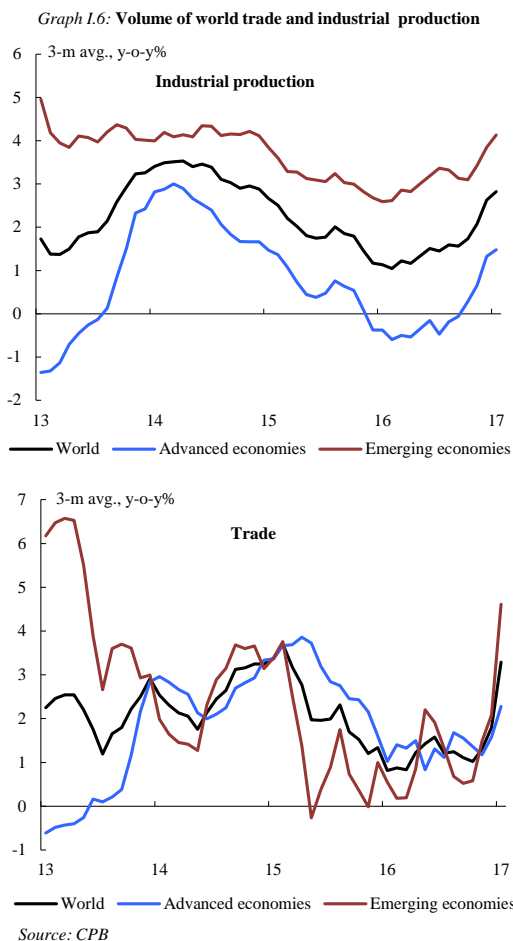 Graph I.6: Volume of world trade and industrial production
3-m avg., y-o-y%
Industrial production
6
5
4
3
2
1
0
-1
-2
13 14 15 16 17
World Advanced economies Emerging economies
3-m avg., y-o-y%
Trade
7
6
5
4
3
2
1
0
-1
13 14 15 16 17
World Advanced economies Emerging economies
Source: CPB